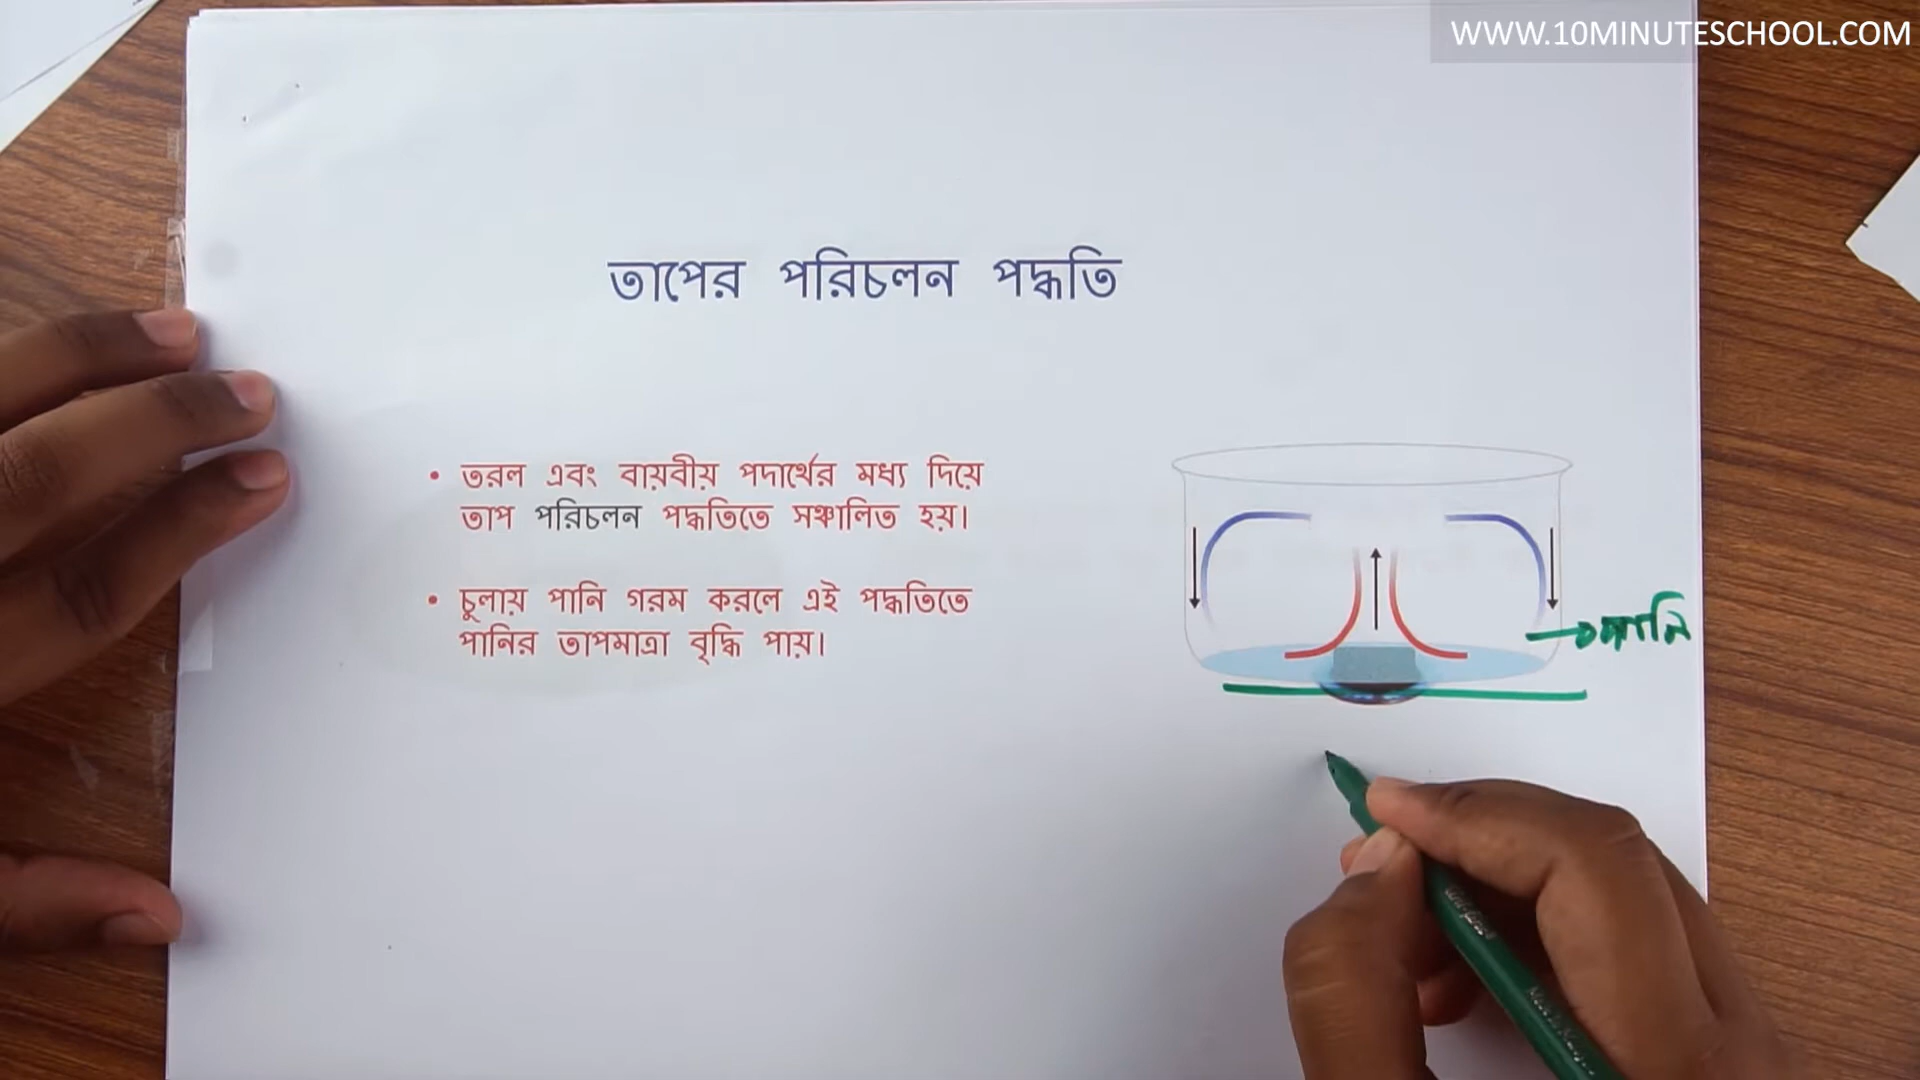 WWW.10MINUTESCHOOL.COM
তাপের পরিচলন পদ্ধতি
• তরল এবং বায়বীয় পদার্থের মধ্য দিয়ে
তাপ পরিচলন পদ্ধতিতে সঞ্চালিত হয়।
• চুলায় পানি গরম করলে এই পদ্ধতিতে
পানির তাপমাত্রা বৃদ্ধি পায়।
পানি